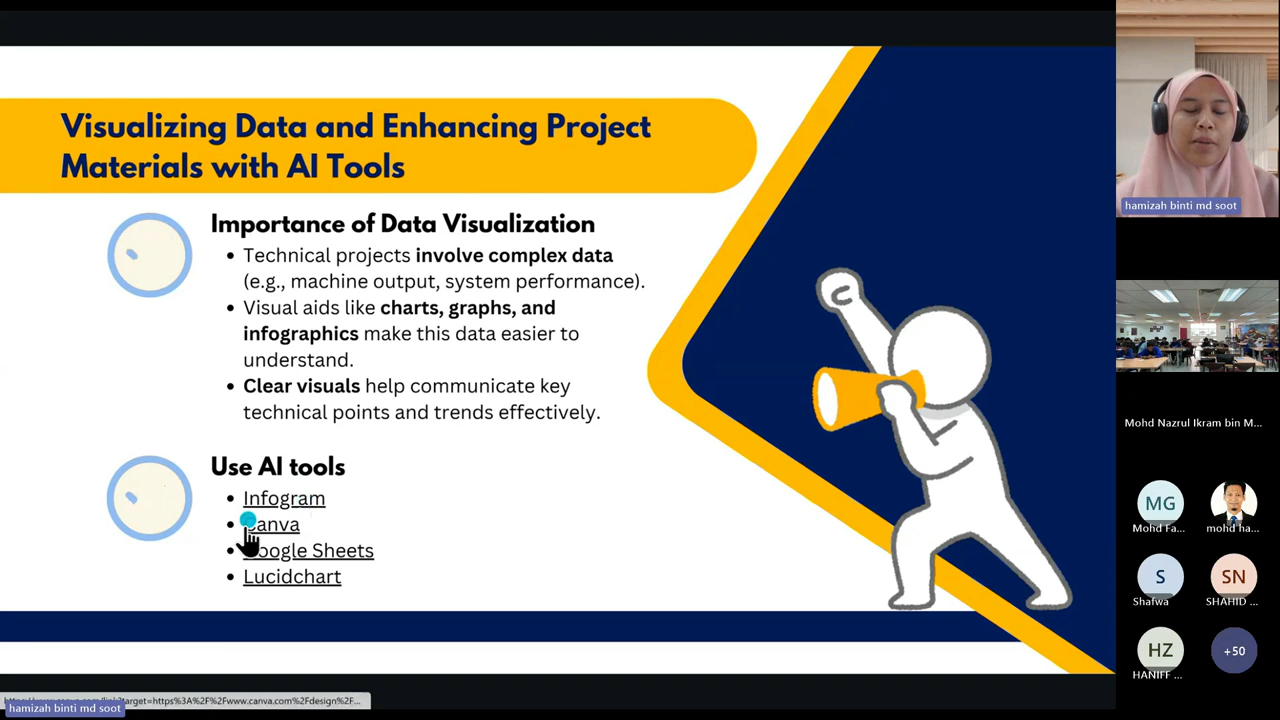 Visualizing Data and Enhancing Project
Materials with AI Tools
Importance of Data Visualization
Technical projects involve complex data
(e.g., machine output, system performance).
Visual aids like charts, graphs, and
infographics make this data easier to
understand.
Clear visuals help communicate key
technical points and trends effectively.
Use AI tools
Infogram
Sheets
Lucidchart
hamizah binti md soot
hamizah binti md soot
Mohd Nazrul Ikram bin M...
MG
Mohd Fa...
mohd ha...
S
Shafwa
SN
SHAHID ...
HZ
HANIFF ...
+50